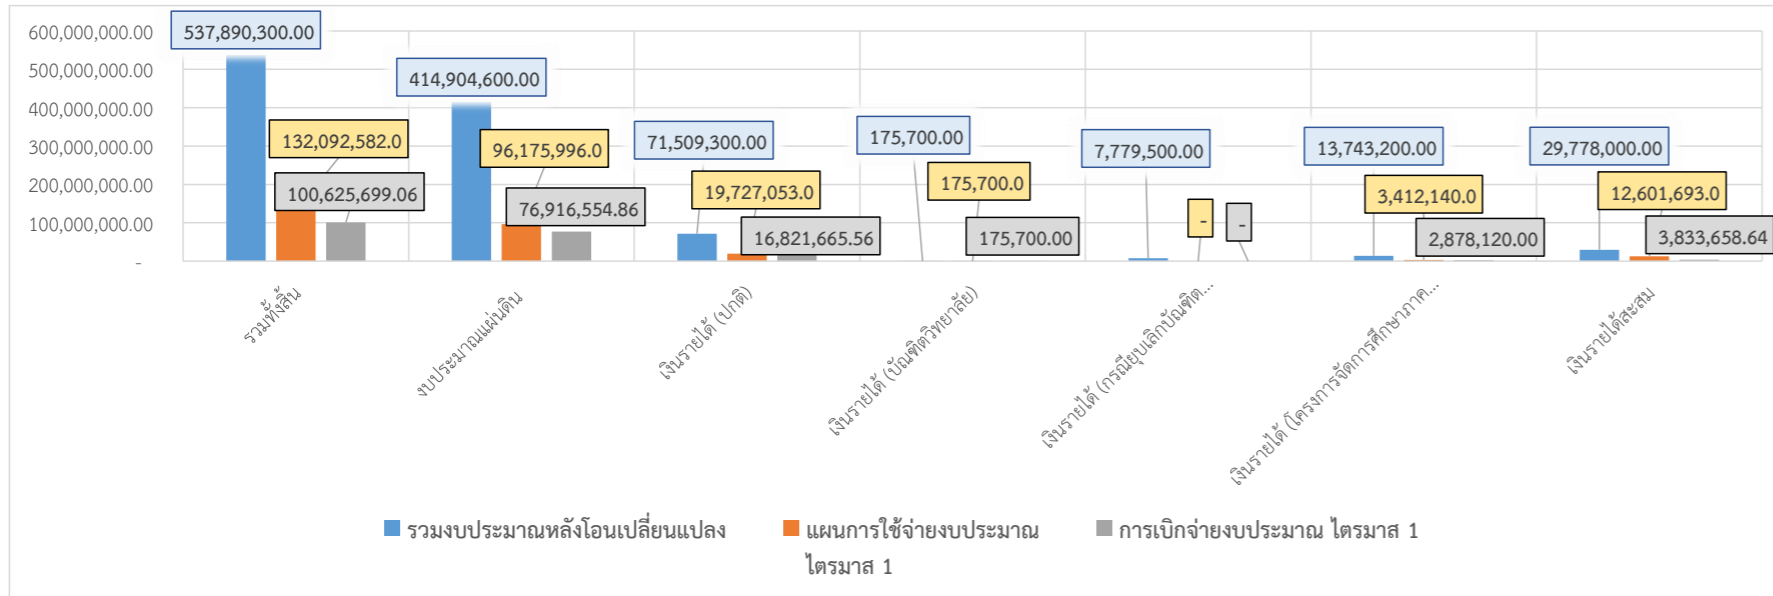 600,000,000.00
500,000,000.00
400,000,000.00
300,000,000.00
200,000,000.00
100,000,000.00
-
537,890,300.00
132,092,582.0
100,625,699.06
414,904,600.00
96,175,996.0
76,916,554.86
71,509,300.00
19,727,053.0
16,821,665.56
175,700.00
175,700.0
175,700.00
7,779,500.00
-
-
13,743,200.00
3,412,140.0
2,878,120.00
29,778,000.00
12,601,693.0
3,833,658.64
รวมทั้งสิ้น
งบประมาณแผ่นดิน
เงินรายได้ (ปกติ)
เงินรายได้ (บัณฑิตวิทยาลัย)
เงินรายได้ (กรณียุบเลิกบัณฑิต...
เงินรายได้ (โครงการจัดการศึกษาภาค...
เงินรายได้สะสม
รวมงบประมาณหลังโอนเปลี่ยนแปลง
แผนการใช้จ่ายงบประมาณ
ไตรมาส 1
การเบิกจ่ายงบประมาณ ไตรมาส 1